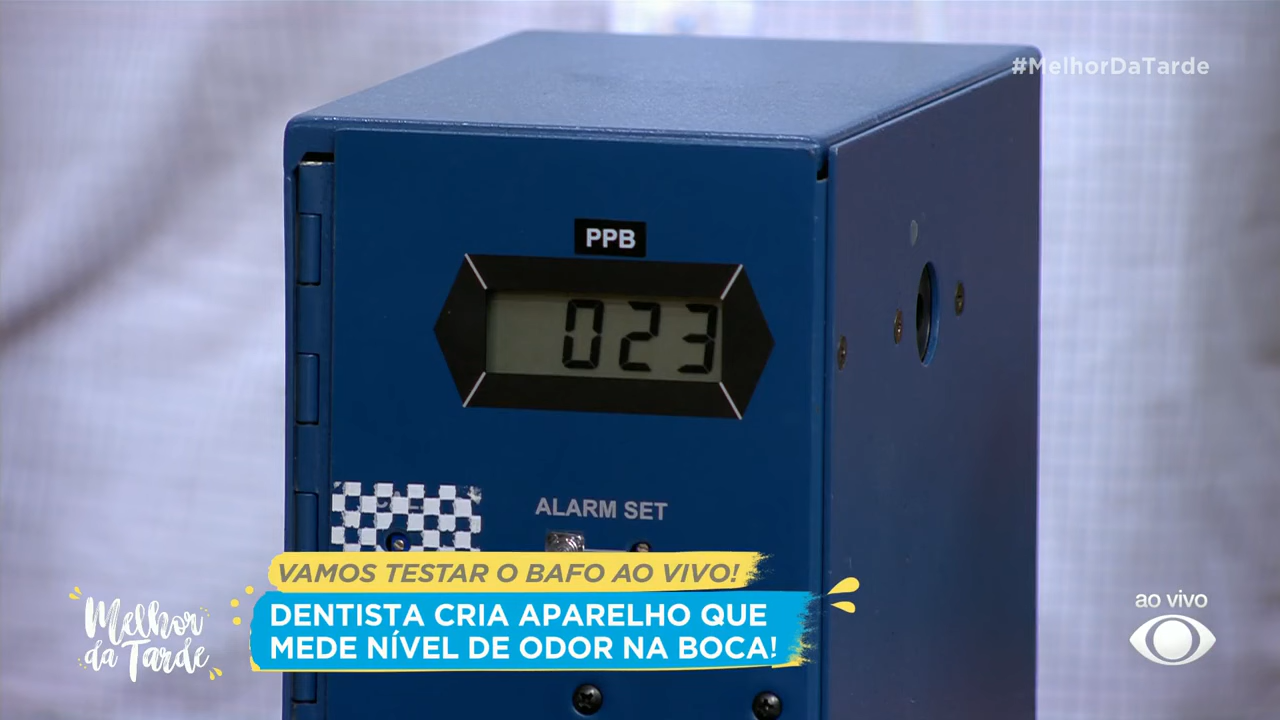 #MelhorDaTarde
PPB
023
ALARM SET
VAMOS TESTAR O BAFO AO VIVO!
DENTISTA CRIA APARELHO QUE
MEDE NÍVEL DE ODOR NA BOCA!
Melhor
da Tarde
ao vivo